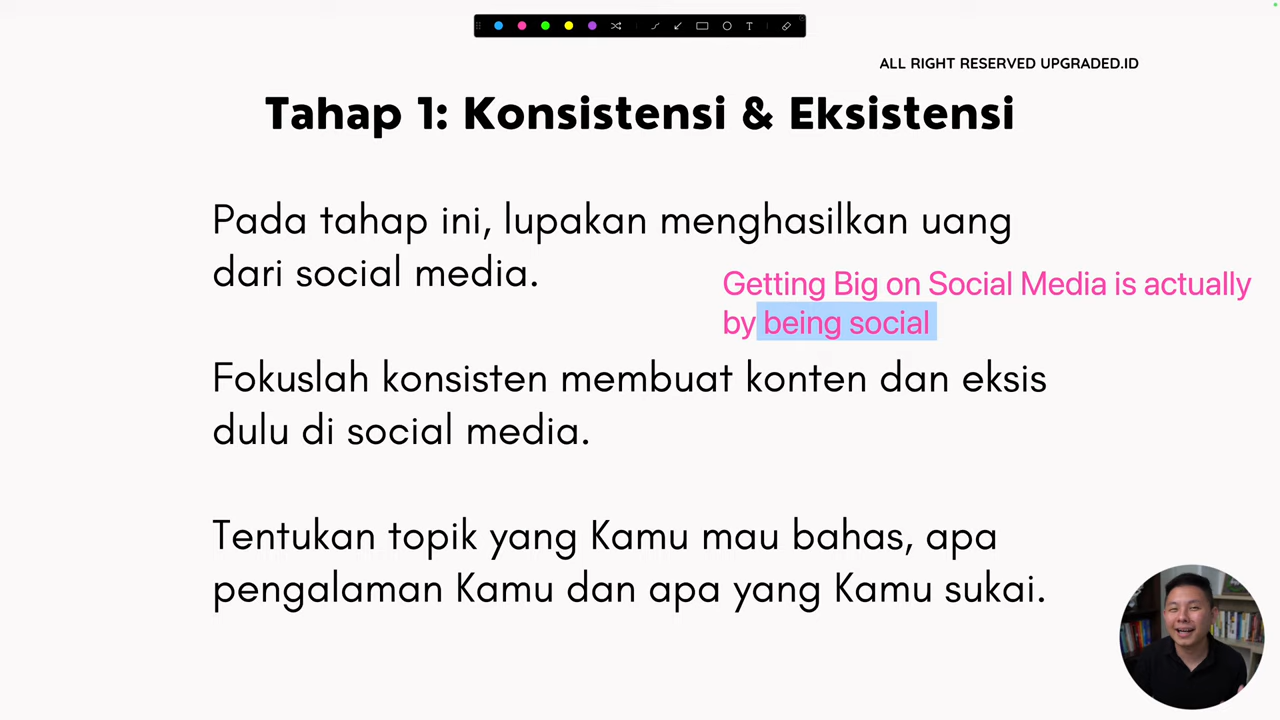 T
ALL RIGHT RESERVED UPGRADED.ID
Tahap 1: Konsistensi & Eksistensi
Pada tahap ini, lupakan menghasilkan uang
dari social media.
Getting Big on Social Media is actually
by being social
Fokuslah konsisten membuat konten dan eksis
dulu di social media.
Tentukan topik yang Kamu mau bahas, apa
pengalaman Kamu dan apa yang Kamu sukai.